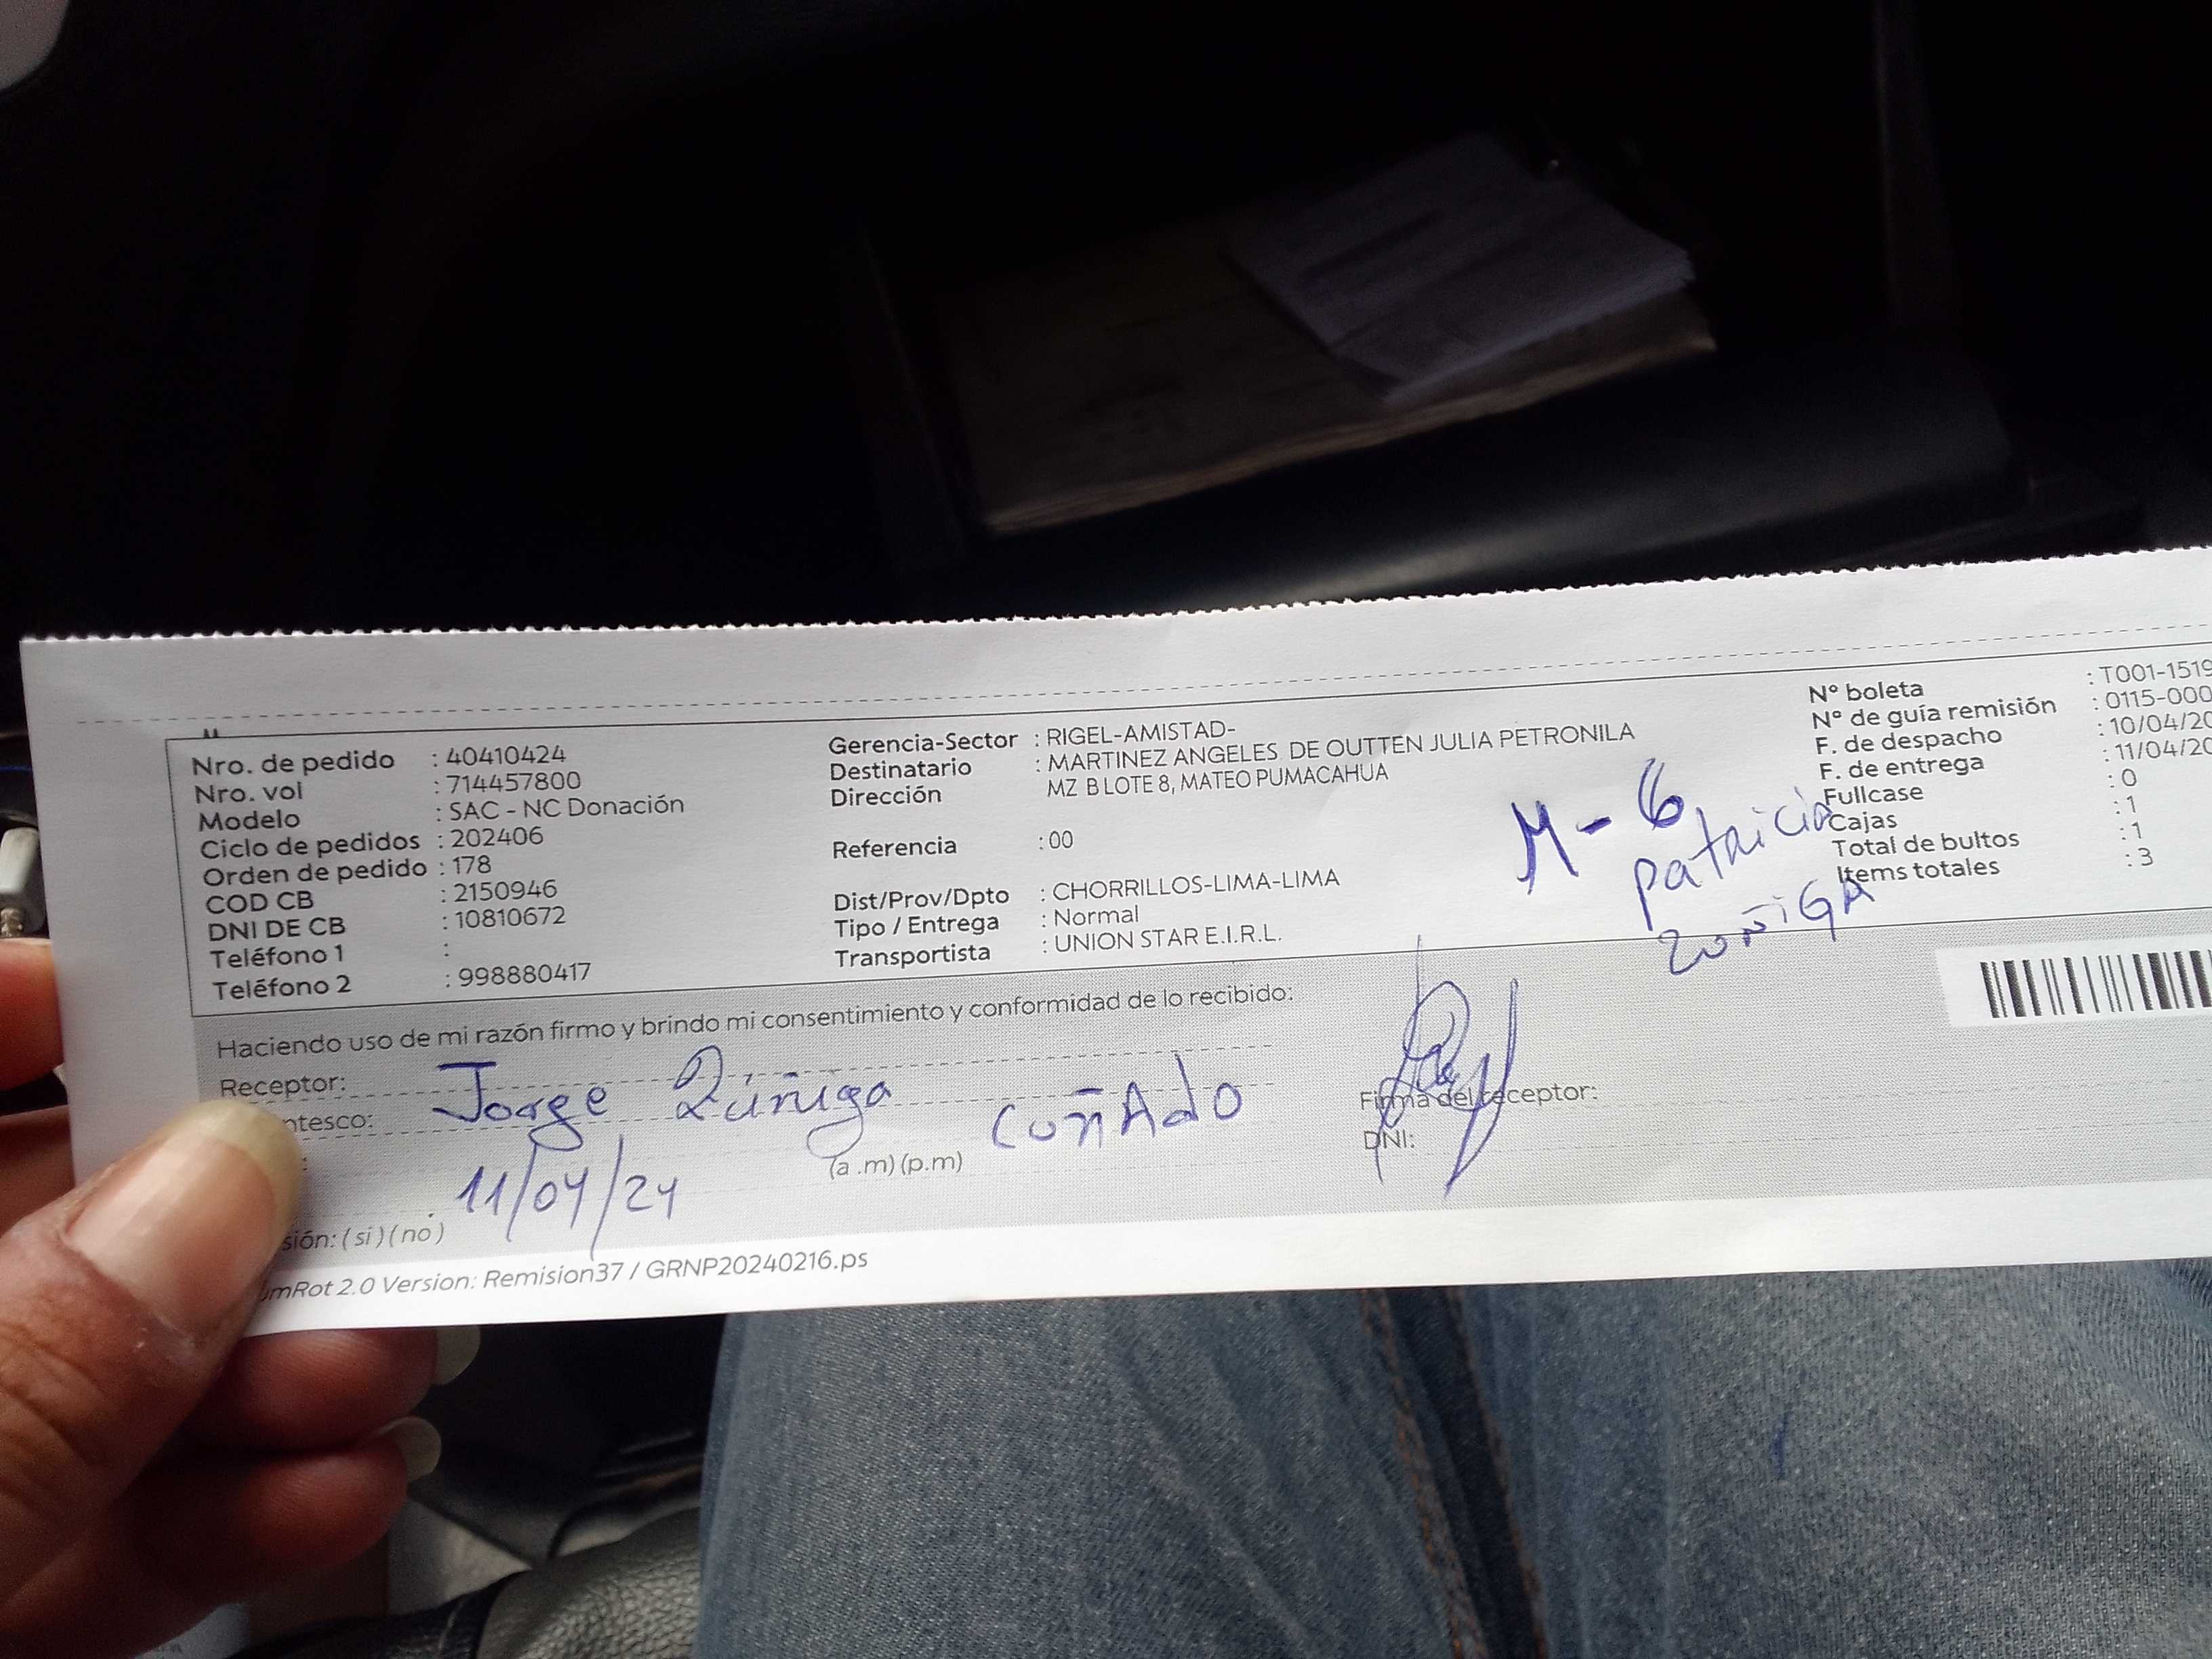 Nro. de pedido : 40410424
Nro. vol : 714457800
Modelo : SAC - NC Donación
Ciclo de pedidos : 202406
Orden de pedido : 178
COD CB : 2150946
DNI DE CB : 10810672
Teléfono 1 :
Teléfono 2 : 998880417
Gerencia-Sector : RIGEL-AMISTAD-
Destinatario : MARTINEZ ANGELES DE OUTTEN JULIA PETRONILA
Dirección MZ B LOTE 8, MATEO PUMACAHUA
Referencia : 00
Dist/Prov/Dpto : CHORRILLOS-LIMA-LIMA
Tipo / Entrega : Normal
Transportista : UNION STAR E.I.R.L.
M-6
patricia
ZuñiGA
N° boleta : T001-1519
N° de guía remisión : 0115-000
F. de despacho : 10/04/20
F. de entrega : 11/04/20
Fullcase : 0
Cajas : 1
Total de bultos : 1
Items totales : 3
Haciendo uso de mi razón firmo y brindo mi consentimiento y conformidad de lo recibido:
Receptor:
ntesco: Jorge Zúñiga cuñAdo
: 11/04/24 (a .m) (p.m)
Firma del receptor:
DNI:
sión: ( si ) ( no )
mRot 2.0 Version: Remision37 / GRNP20240216.ps